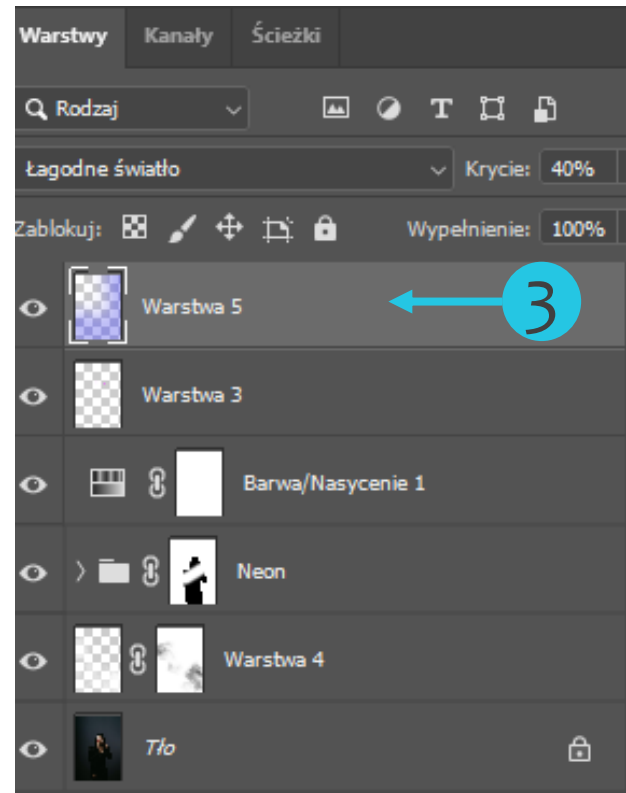 Warstwy Kanały Ścieżki
Rodzaj
Łagodne światło Krycie: 40%
Zablokuj: Wypełnienie: 100%
Warstwa 5 3
Warstwa 3
Barwa/Nasycenie 1
Neon
Warstwa 4
Tło